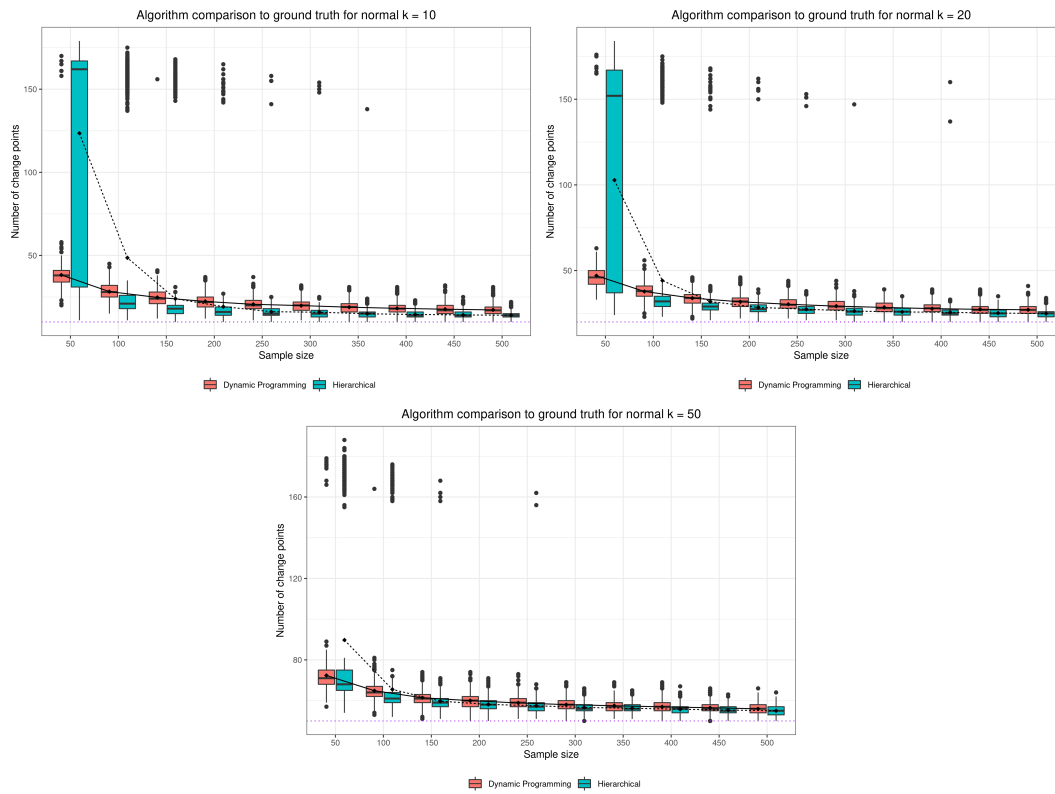 Algorithm comparison to ground truth for normal k = 10
Number of change points
150
100
50
50 100 150 200 250 300 350 400 450 500
Sample size
Dynamic Programming Hierarchical
Algorithm comparison to ground truth for normal k = 20
Number of change points
150
100
50
50 100 150 200 250 300 350 400 450 500
Sample size
Dynamic Programming Hierarchical
Algorithm comparison to ground truth for normal k = 50
Number of change points
160
120
80
50 100 150 200 250 300 350 400 450 500
Sample size
Dynamic Programming Hierarchical